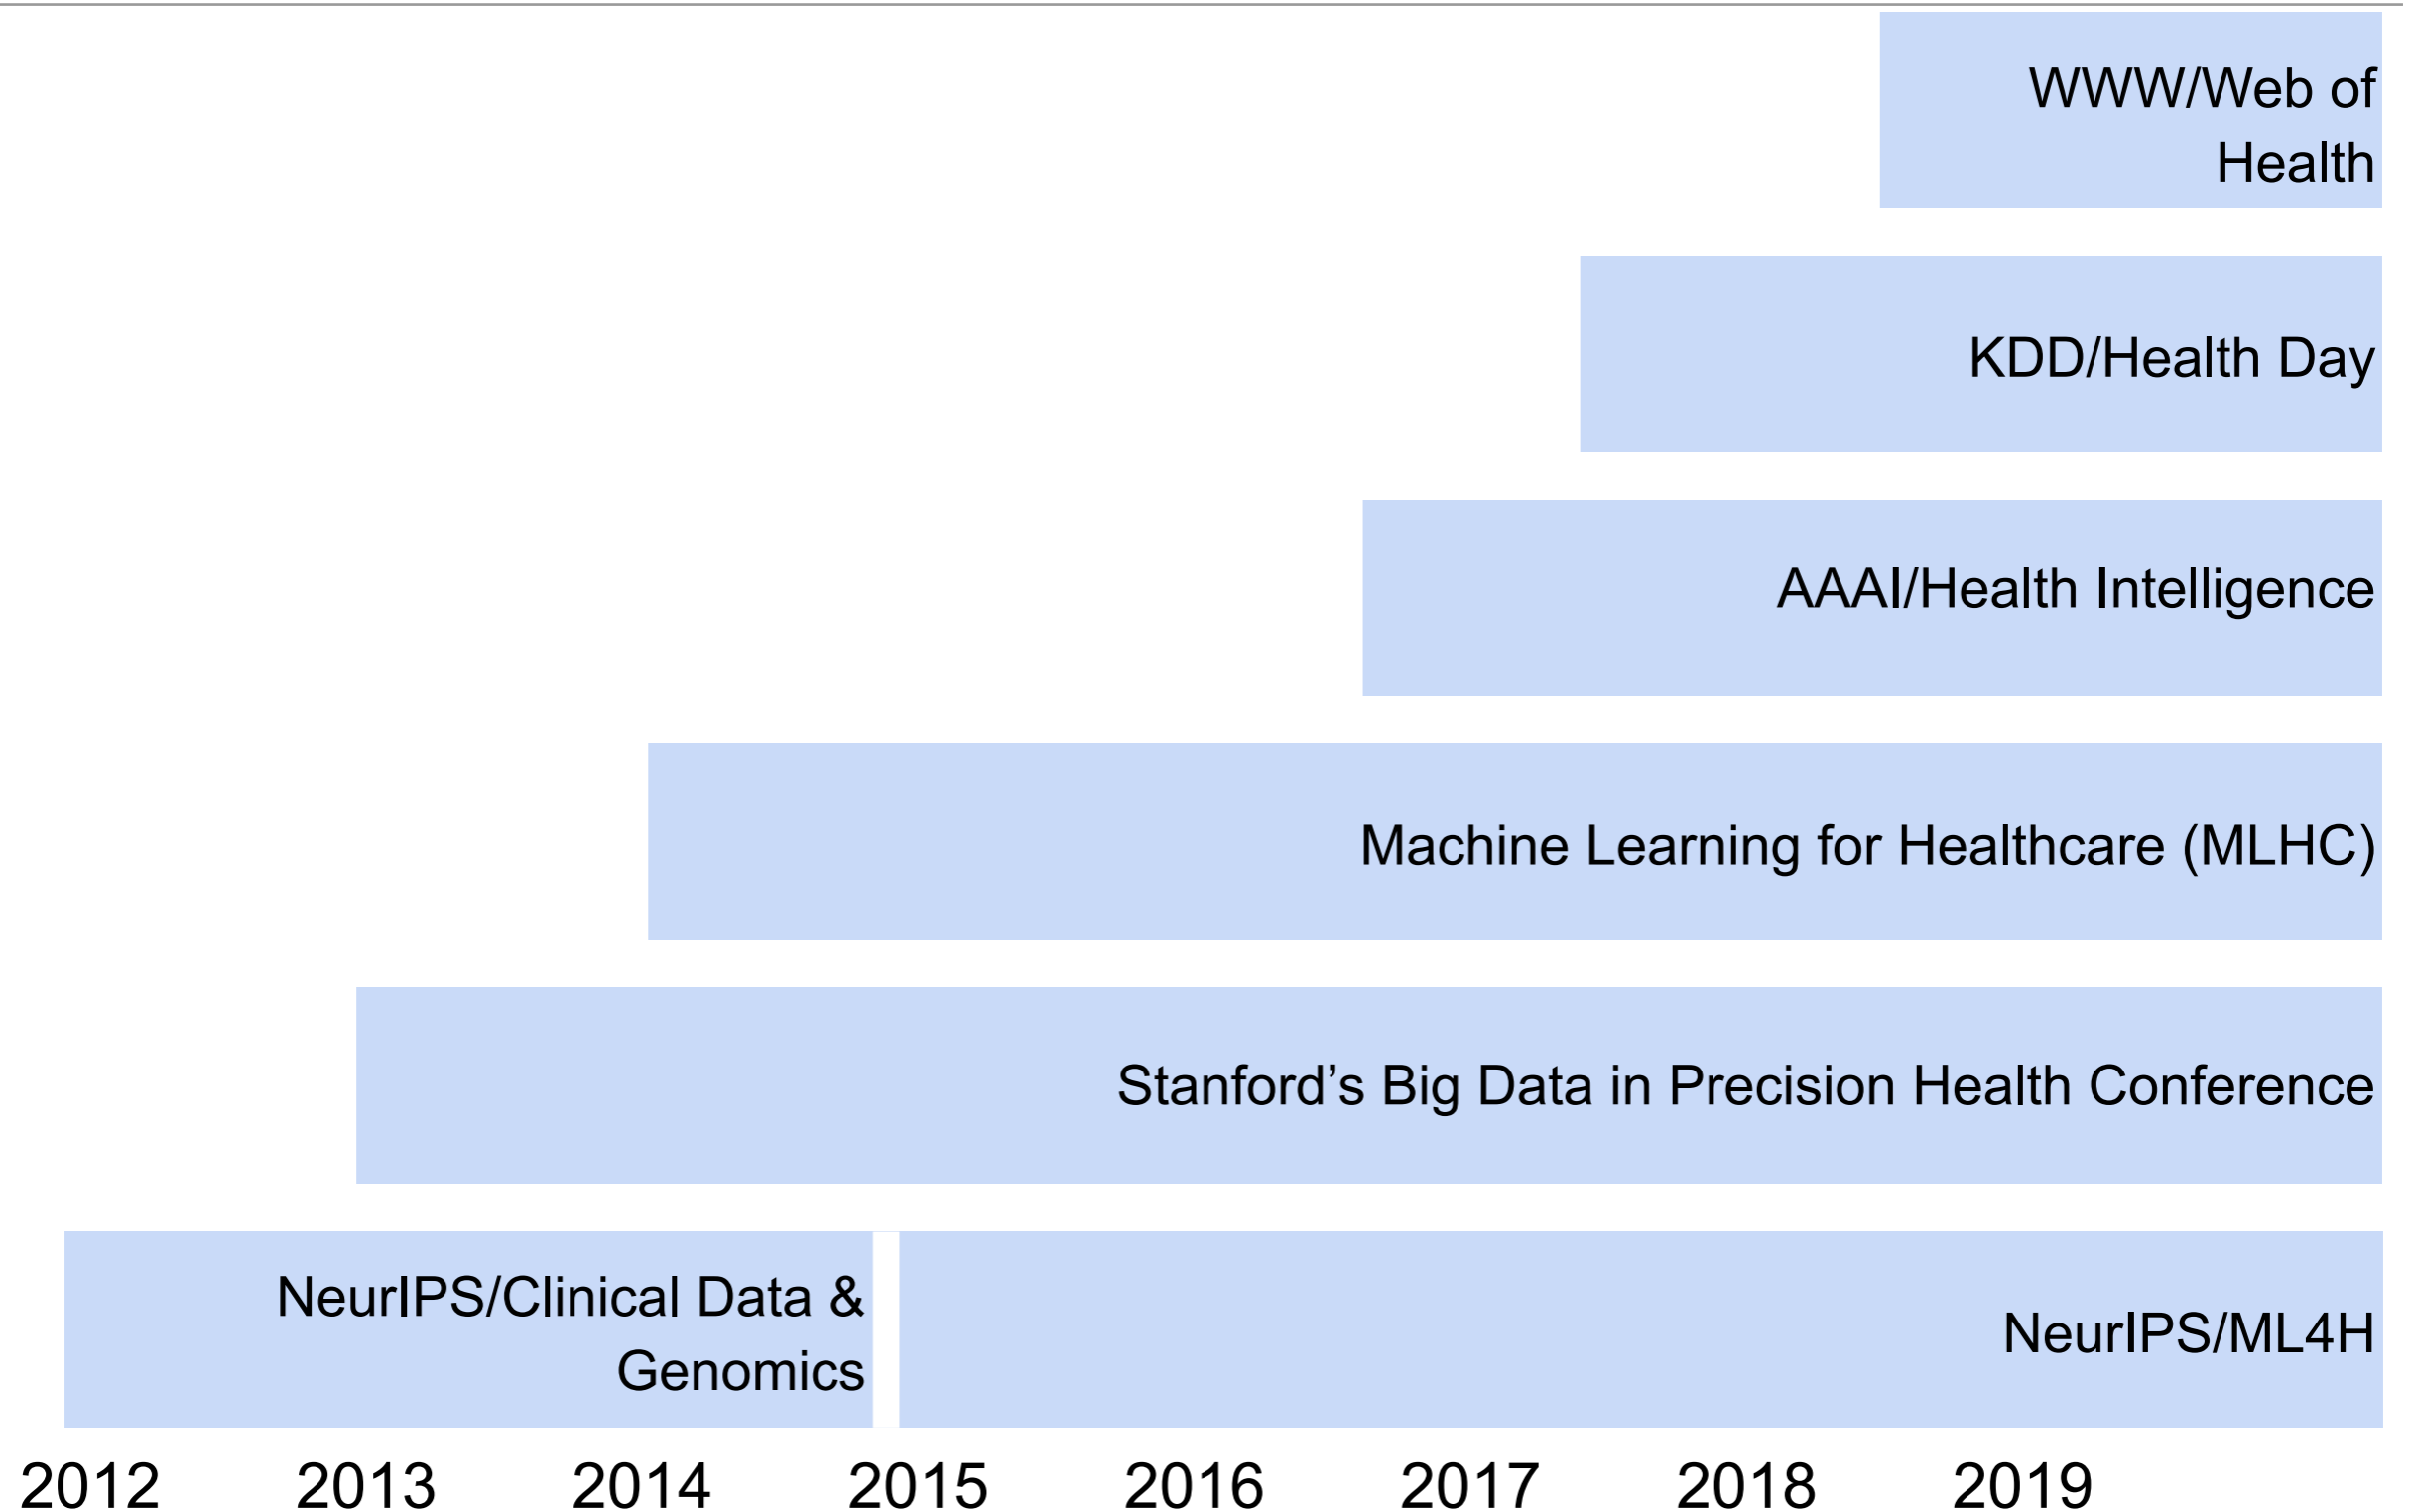 WWW/Web of
Health
KDD/Health Day
AAAI/Health Intelligence
Machine Learning for Healthcare (MLHC)
Stanford’s Big Data in Precision Health Conference
NeurIPS/Clinical Data &
Genomics
NeurIPS/ML4H
2012 2013 2014 2015 2016 2017 2018 2019